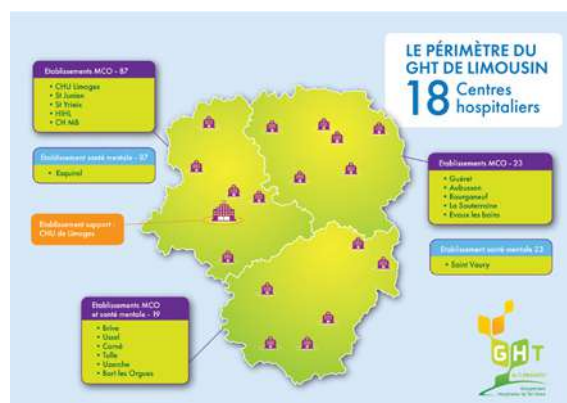 LE PÉRIMÈTRE DU
GHT DE LIMOUSIN
18 Centres
hospitaliers
Etablissements MCO - 87
• CHU Limoges
• St Junien
• St Yrieix
• HIHL
• CH MB
Etablissement santé mentale - 87
• Esquirol
Etablissement support :
CHU de Limoges
Etablissements MCO
et santé mentale - 19
• Brive
• Ussel
• Cornil
• Tulle
• Uzerche
• Bort les Orgues
Etablissements MCO - 23
• Guéret
• Aubusson
• Bourganeuf
• La Souterraine
• Evaux les bains
Etablissement santé mentale 23
• Saint Vaury
GHT
du LIMOUSIN